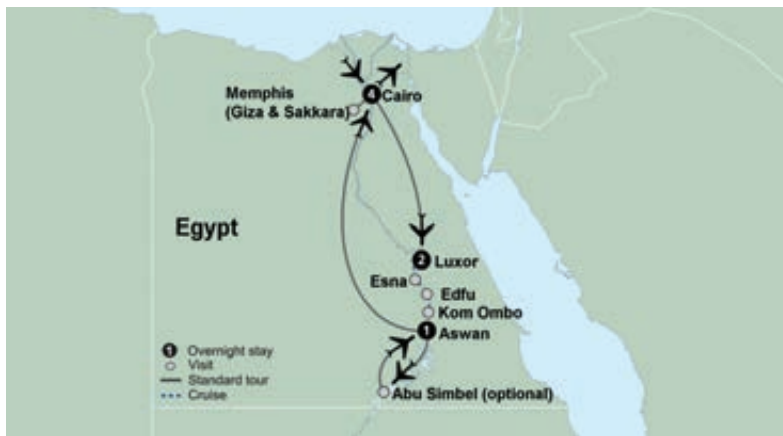 Memphis
(Giza & Sakkara)
4 Cairo
Egypt
2 Luxor
Esna
Edfu
Kom Ombo
1 Aswan
Abu Simbel (optional)
1 Overnight stay
Visit
Standard tour
Cruise